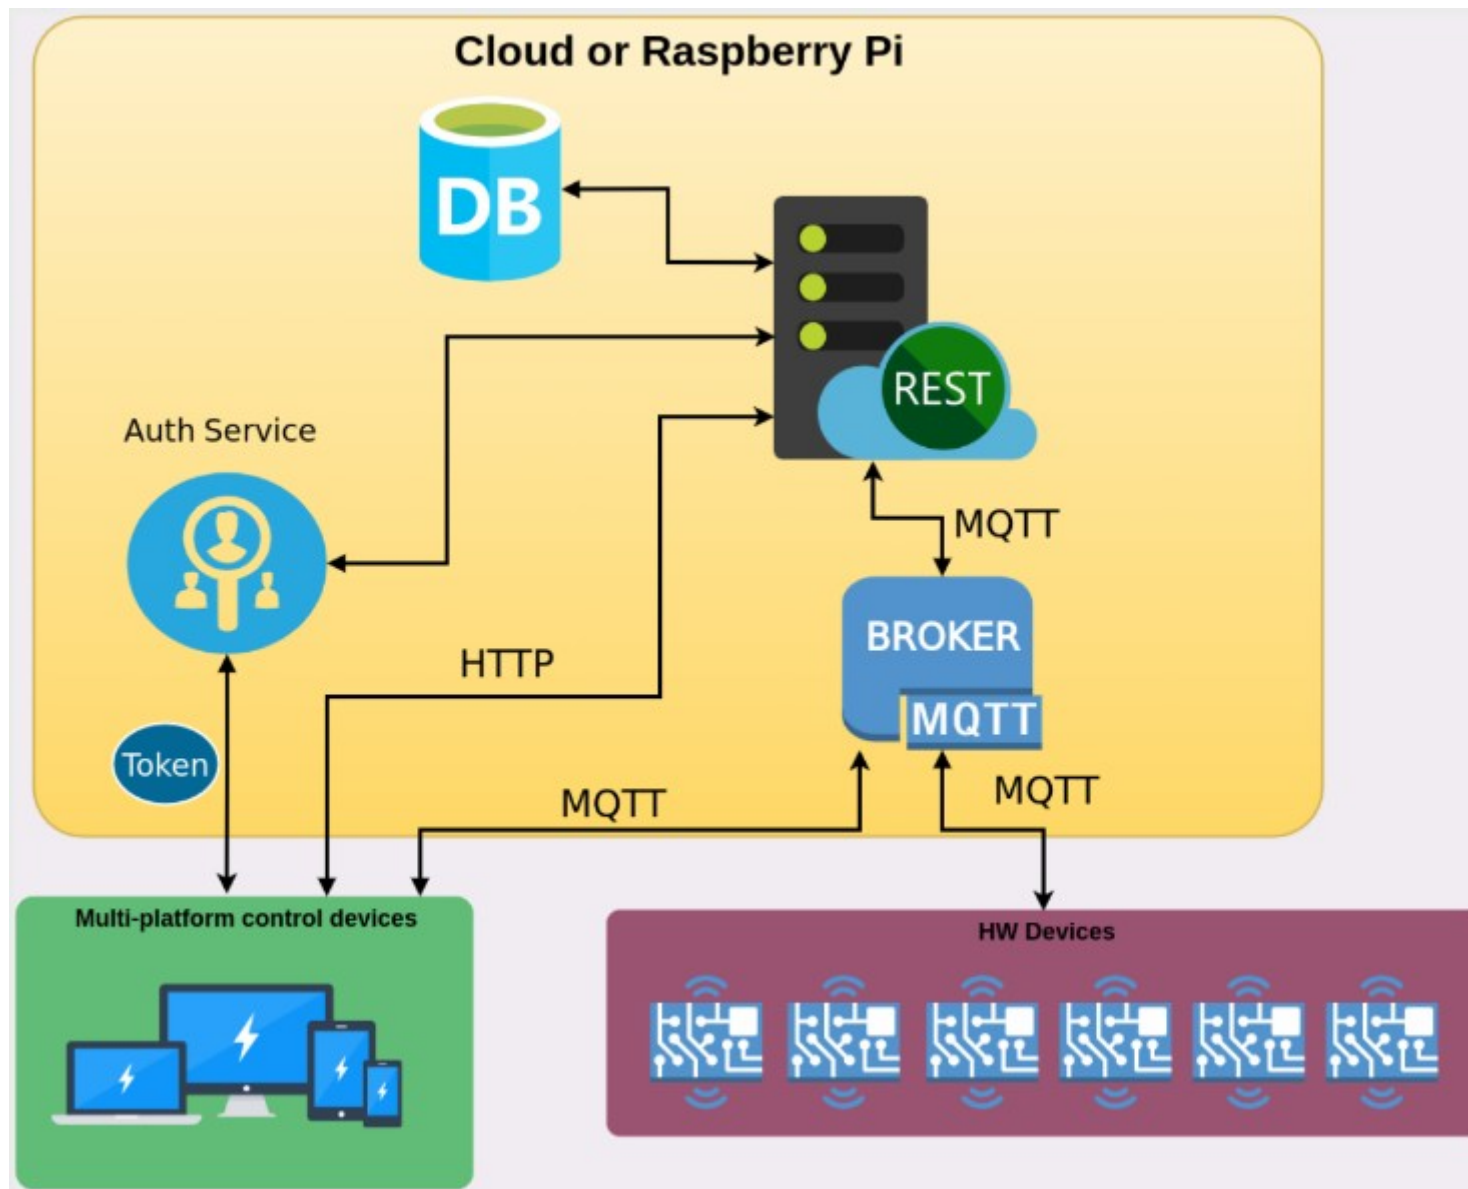 Cloud or Raspberry Pi
DB
REST
Auth Service
MQTT
BROKER
MQTT
HTTP
Token
MQTT
MQTT
Multi-platform control devices
HW Devices